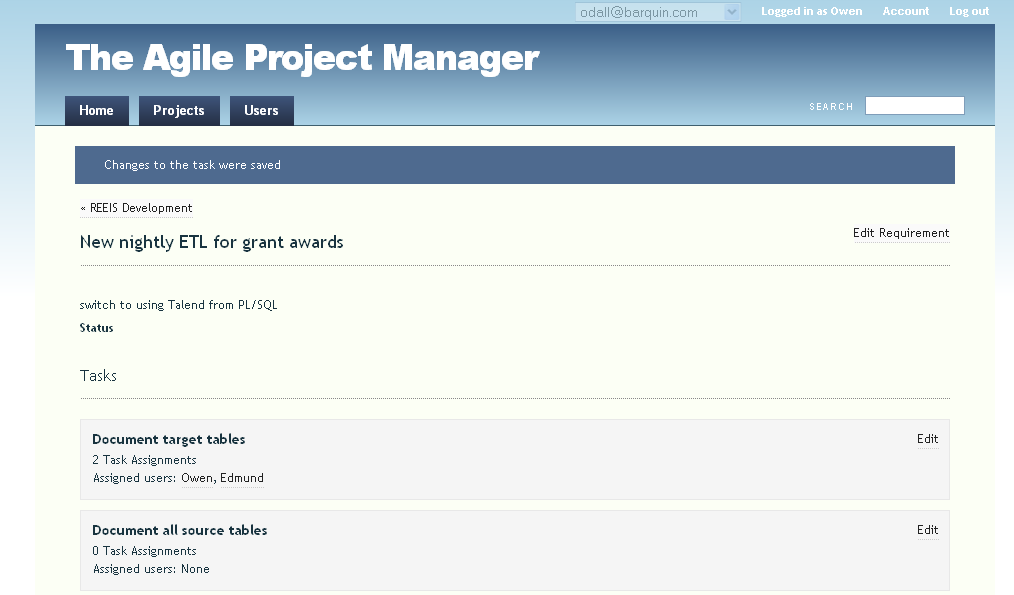 odall@barquin.com Logged in as Owen Account Log out
The Agile Project Manager
Home Projects Users SEARCH
Changes to the task were saved
« REEIS Development
New nightly ETL for grant awards Edit Requirement
switch to using Talend from PL/SQL
Status
Tasks
Document target tables Edit
2 Task Assignments
Assigned users: Owen, Edmund
Document all source tables Edit
0 Task Assignments
Assigned users: None